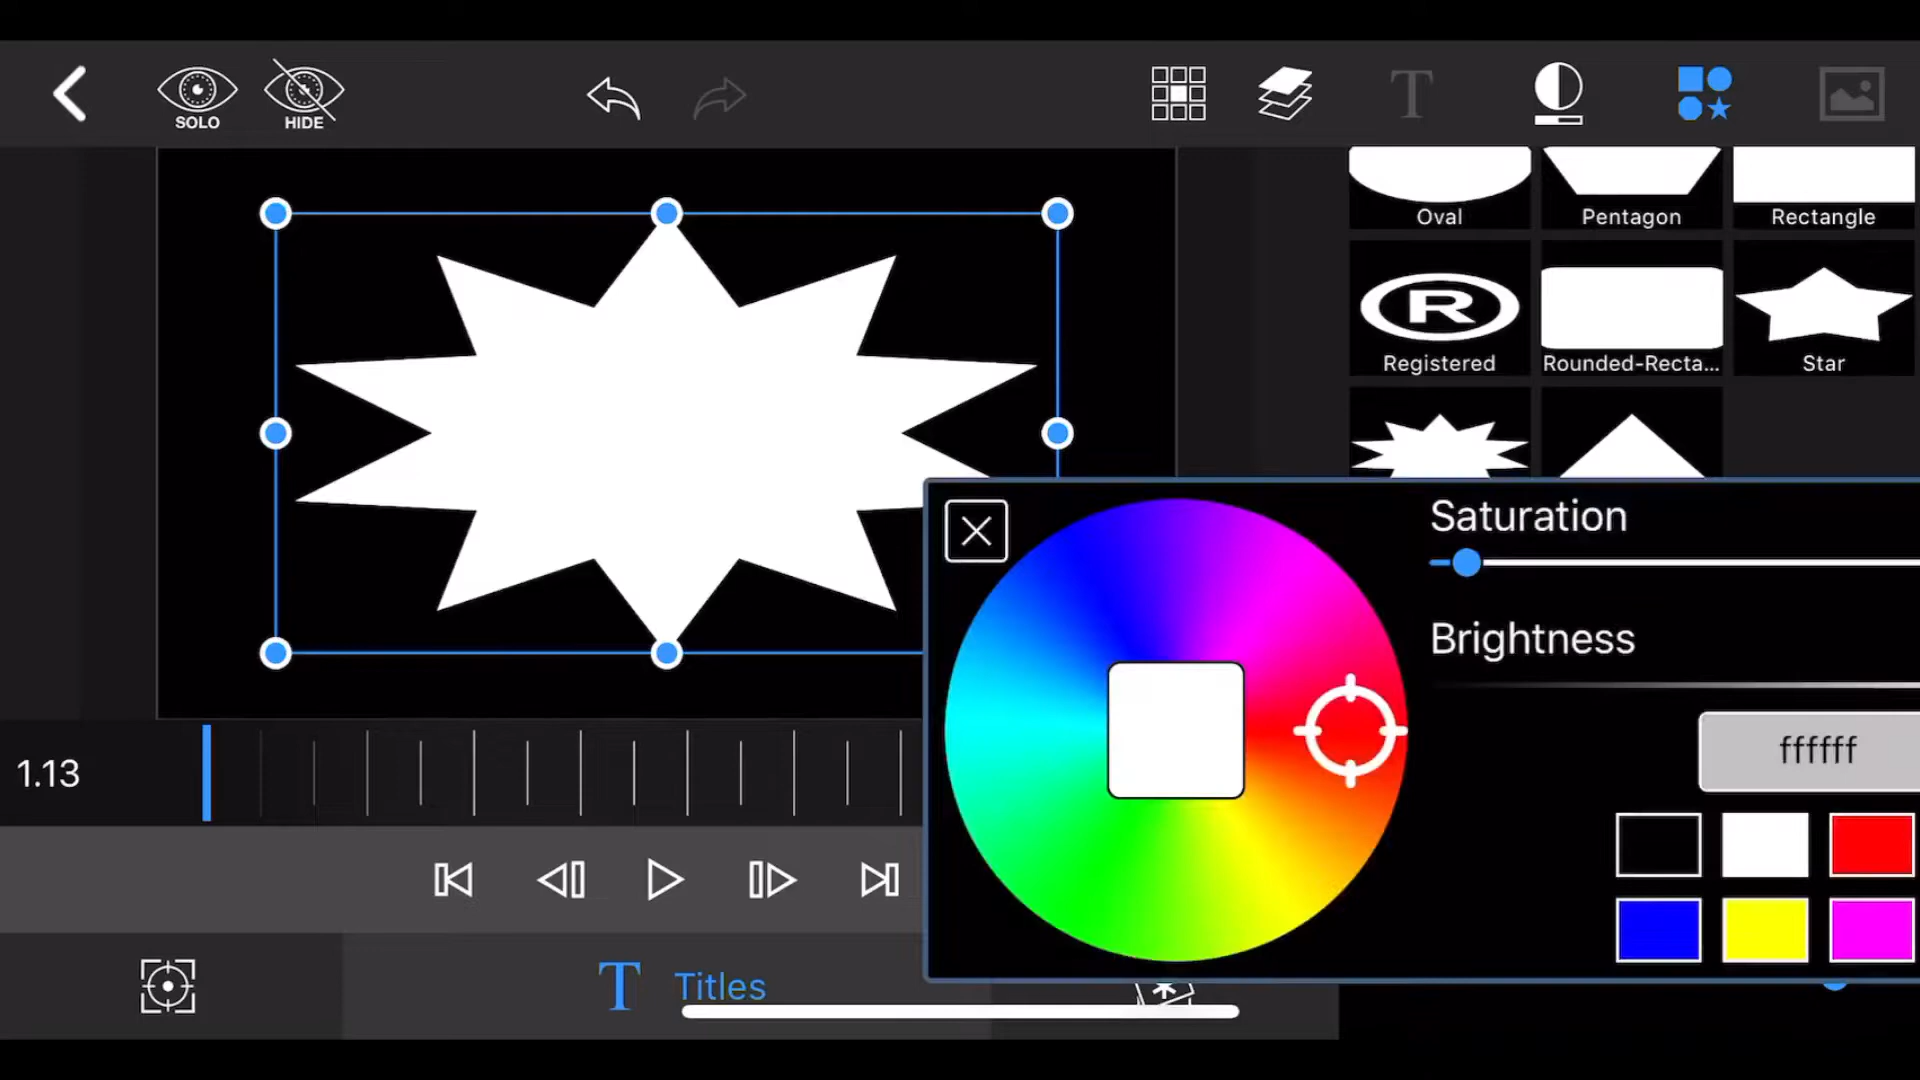 SOLO
HIDE
T
Oval
Pentagon
Rectangle
R
Registered
Rounded-Recta...
Star
Saturation
Brightness
ffffff
1.13
T Titles